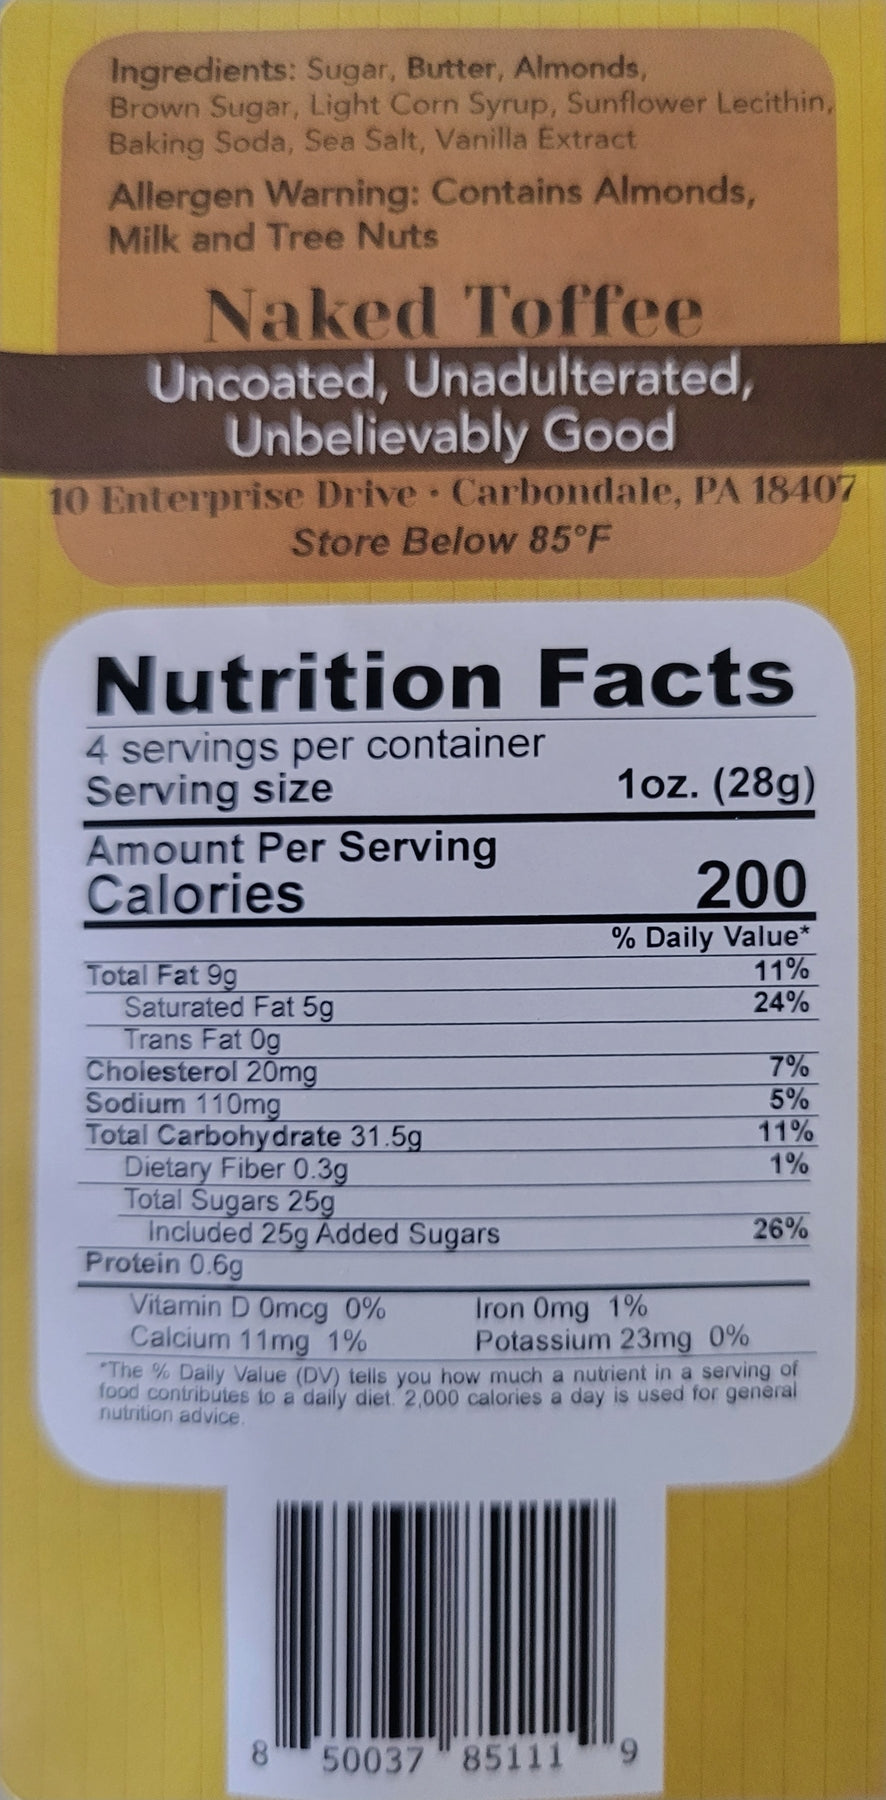 Ingredients: Sugar, Butter, Almonds,
Brown Sugar, Light Corn Syrup, Sunflower Lecithin,
Baking Soda, Sea Salt, Vanilla Extract
Allergen Warning: Contains Almonds,
Milk and Tree Nuts
Naked Toffee
Uncoated, Unadulterated,
Unbelievably Good
10 Enterprise Drive • Carbondale, PA 18407
Store Below 85°F
Nutrition Facts
4 servings per container
Serving size 1oz. (28g)
Amount Per Serving
Calories 200
% Daily Value*
Total Fat 9g 11%
Saturated Fat 5g 24%
Trans Fat 0g
Cholesterol 20mg 7%
Sodium 110mg 5%
Total Carbohydrate 31.5g 11%
Dietary Fiber 0.3g 1%
Total Sugars 25g
Included 25g Added Sugars 26%
Protein 0.6g
Vitamin D 0mcg 0% Iron 0mg 1%
Calcium 11mg 1% Potassium 23mg 0%
*The % Daily Value (DV) tells you how much a nutrient in a serving of
food contributes to a daily diet. 2,000 calories a day is used for general
nutrition advice.
8 50037 85111 9